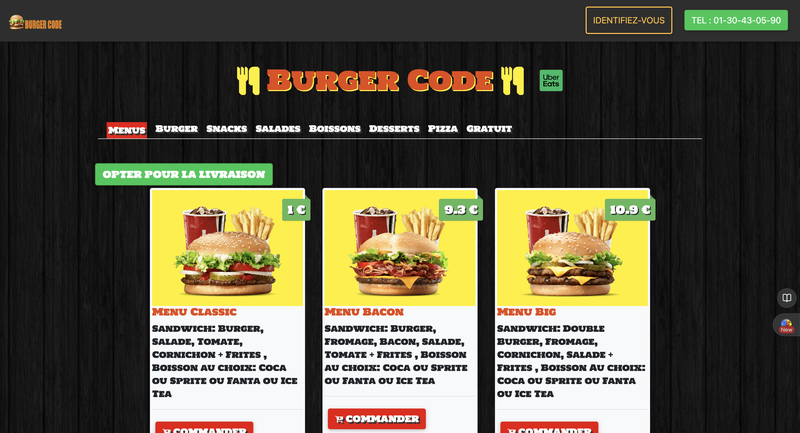 BURGER CODE
IDENTIFIEZ-VOUS
TEL : 01-30-43-05-90
Burger Code
Uber
Eats
Menus Burger Snacks Salades Boissons Desserts Pizza Gratuit
OPTER POUR LA LIVRAISON
1 €
9.3 €
10.9 €
Menu Classic
Sandwich: Burger,
Salade, Tomate,
Cornichon + Frites ,
Boisson au choix: Coca
ou Sprite ou Fanta ou Ice
Tea
COMMANDER
Menu Bacon
Sandwich: Burger,
Fromage, Bacon, Salade,
Tomate + Frites , Boisson
au choix: Coca ou Sprite
ou Fanta ou Ice Tea
COMMANDER
Menu Big
Sandwich: Double
Burger, Fromage,
Cornichon, Salade +
Frites , Boisson Au choix:
Coca ou Sprite ou Fanta
ou Ice Tea
COMMANDER
New